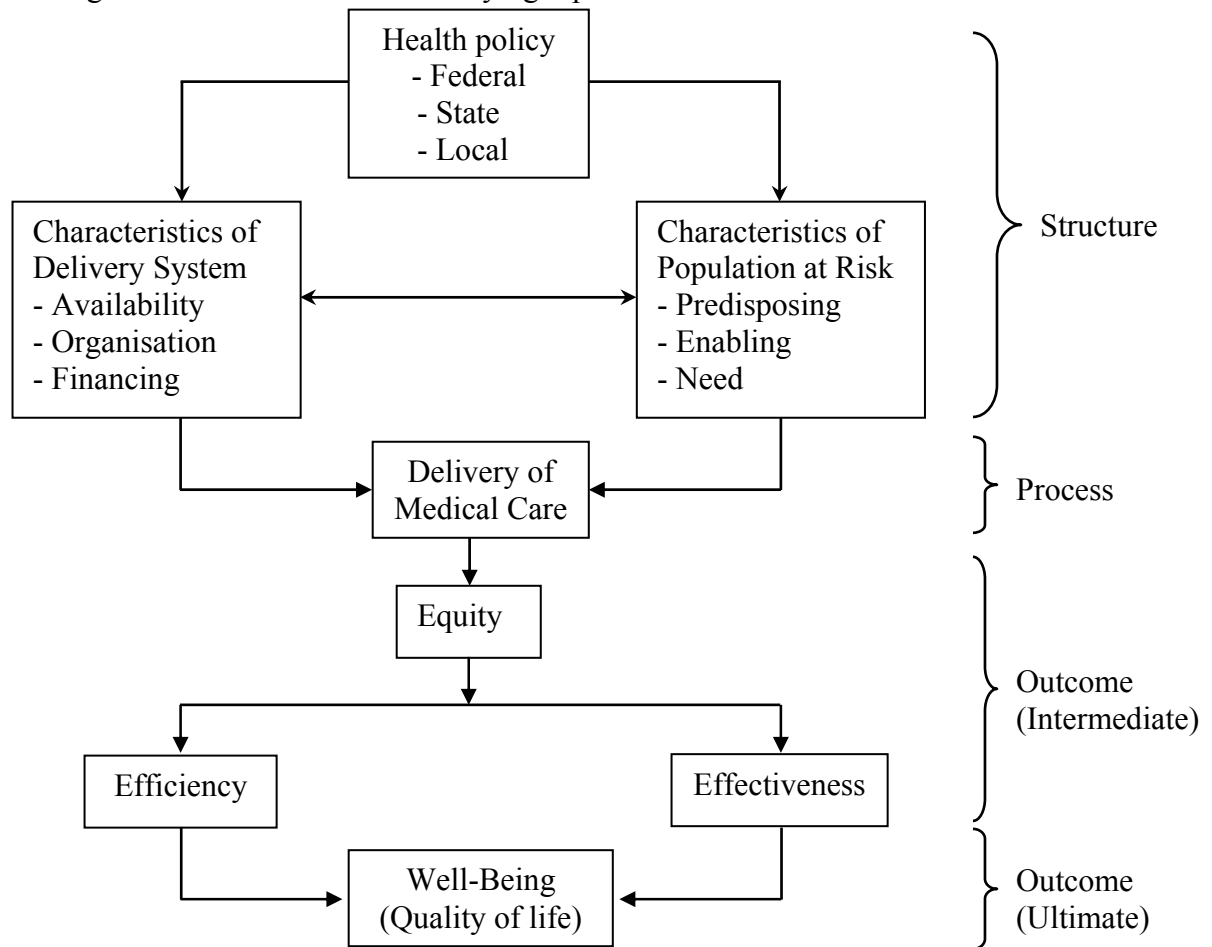 Health policy
- Federal
- State
- Local
Structure
Characteristics of
Delivery System
- Availability
- Organisation
- Financing
Characteristics of
Population at Risk
- Predisposing
- Enabling
- Need
Delivery of
Medical Care
Process
Equity
Outcome
(Intermediate)
Efficiency
Effectiveness
Well-Being
(Quality of life)
Outcome
(Ultimate)